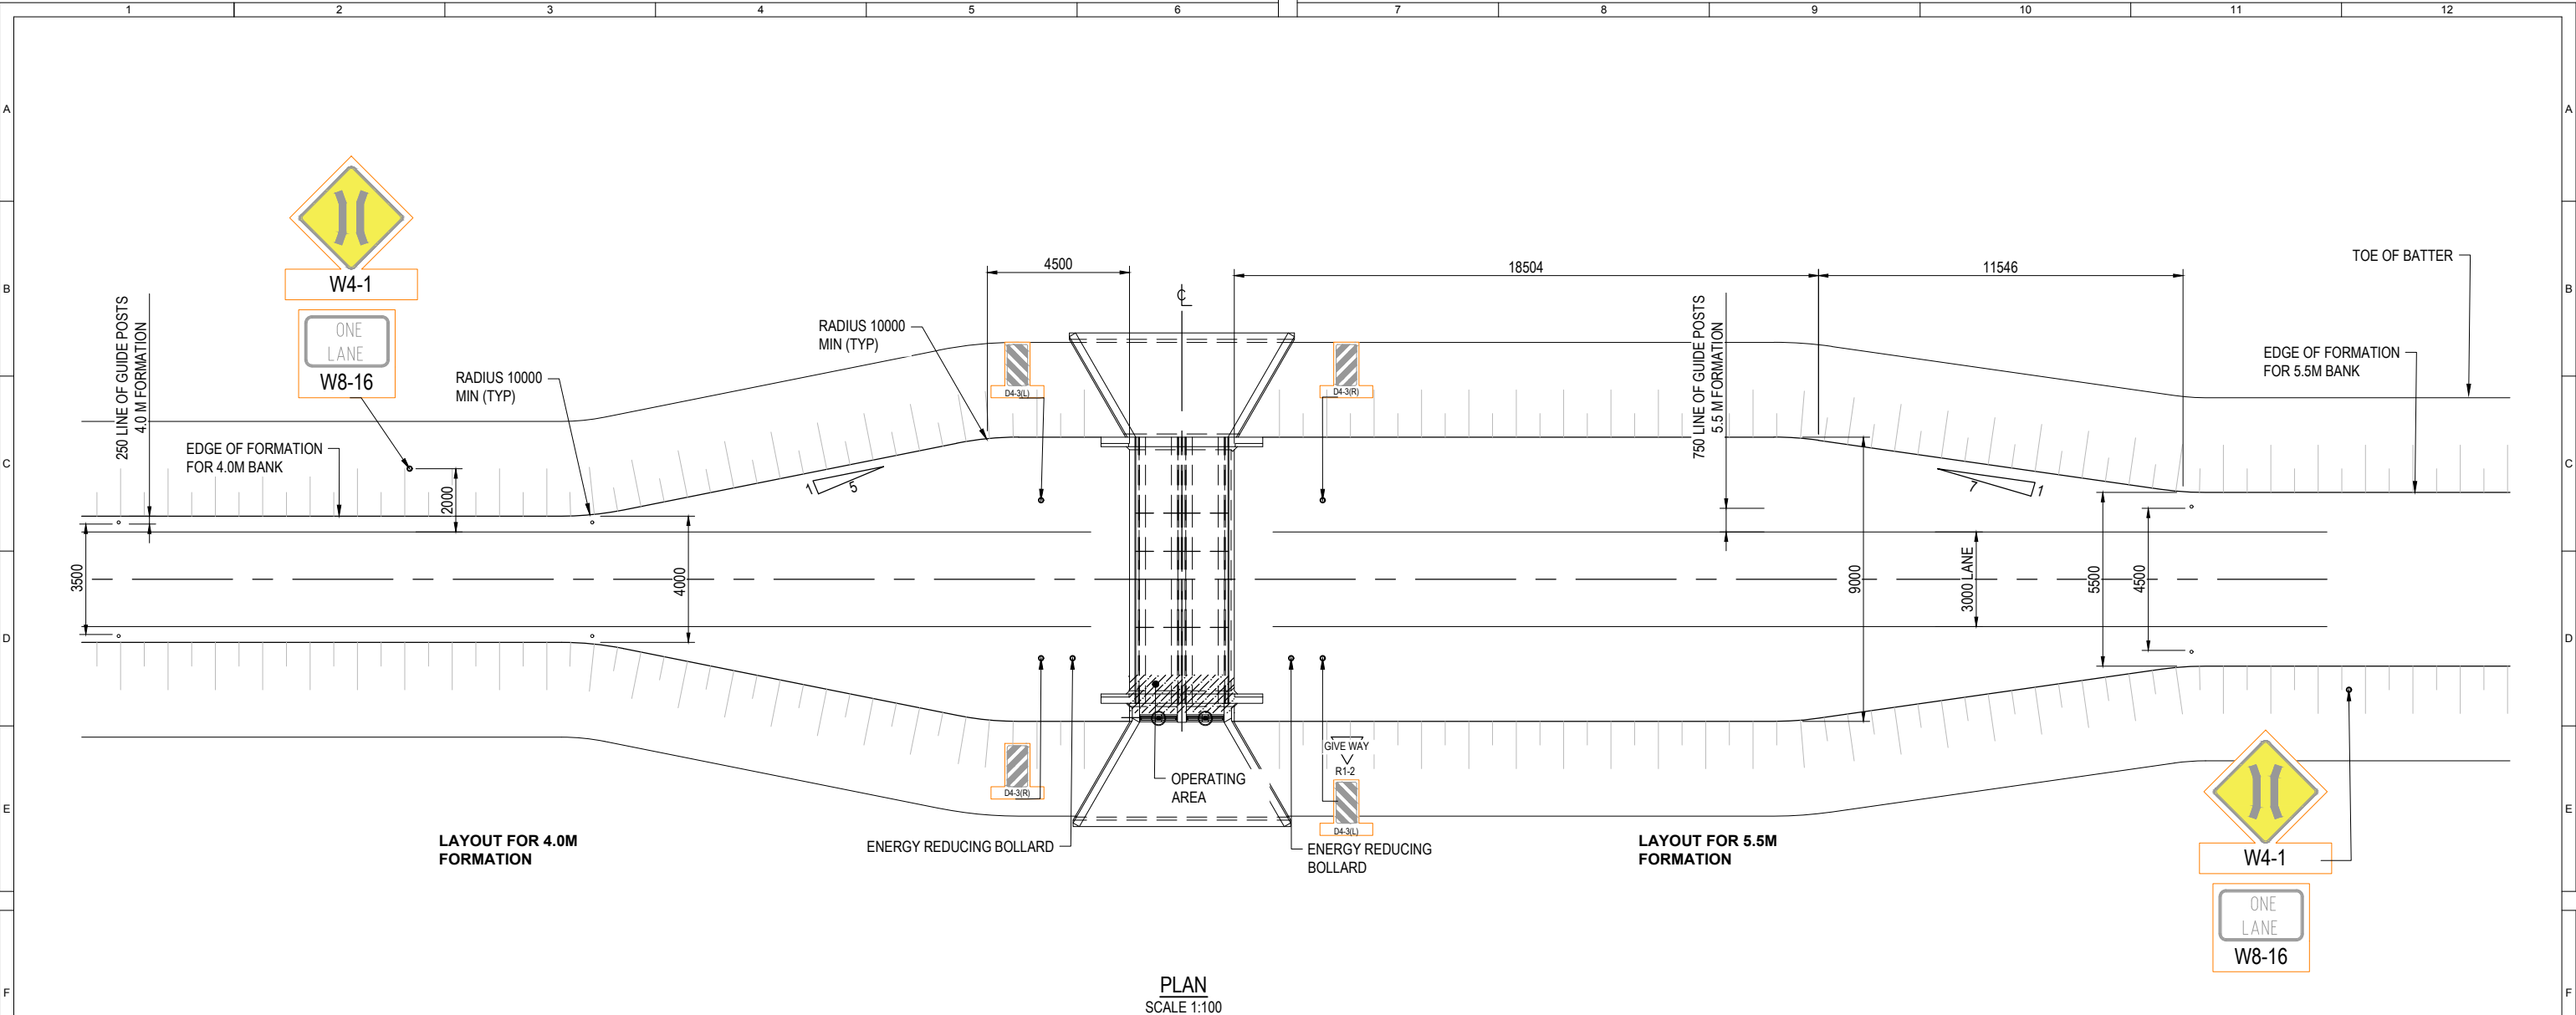 1 2 3 4 5 6 7 8 9 10 11 12
A A
B B
C C
D D
E E
F F
W4-1
ONE
LANE
W8-16
250 LINE OF GUIDE POSTS
4.0 M FORMATION
EDGE OF FORMATION
FOR 4.0M BANK
RADIUS 10000
MIN (TYP)
2000
3500
4000
1
5
RADIUS 10000
MIN (TYP)
4500
D4-3(L)
D4-3(R)
ENERGY REDUCING BOLLARD
LAYOUT FOR 4.0M
FORMATION
℄
OPERATING
AREA
18504
11546
D4-3(R)
750 LINE OF GUIDE POSTS
5.5 M FORMATION
TOE OF BATTER
EDGE OF FORMATION
FOR 5.5M BANK
7
1
9000
3000 LANE
5500
4500
GIVE WAY
R1-2
D4-3(L)
ENERGY REDUCING
BOLLARD
LAYOUT FOR 5.5M
FORMATION
W4-1
ONE
LANE
W8-16
PLAN
SCALE 1:100